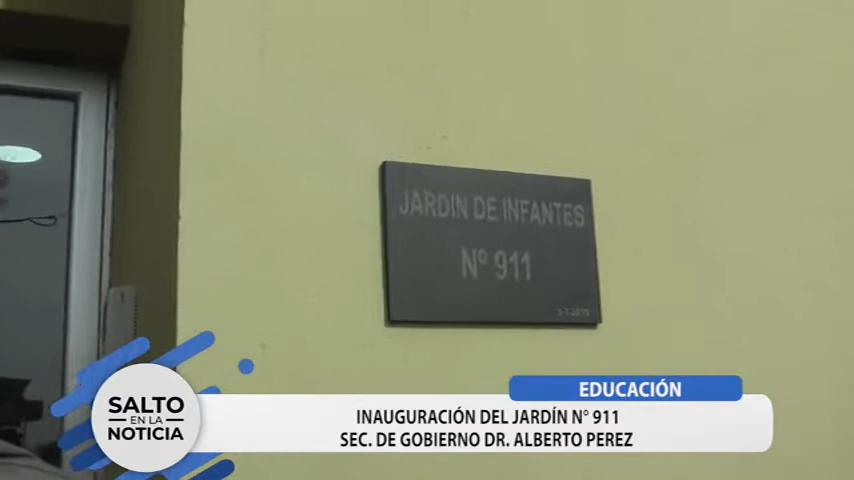 JARDIN DE INFANTES
Nº 911
EDUCACIÓN
INAUGURACIÓN DEL JARDÍN N° 911
SEC. DE GOBIERNO DR. ALBERTO PEREZ
SALTO
EN LA
NOTICIA